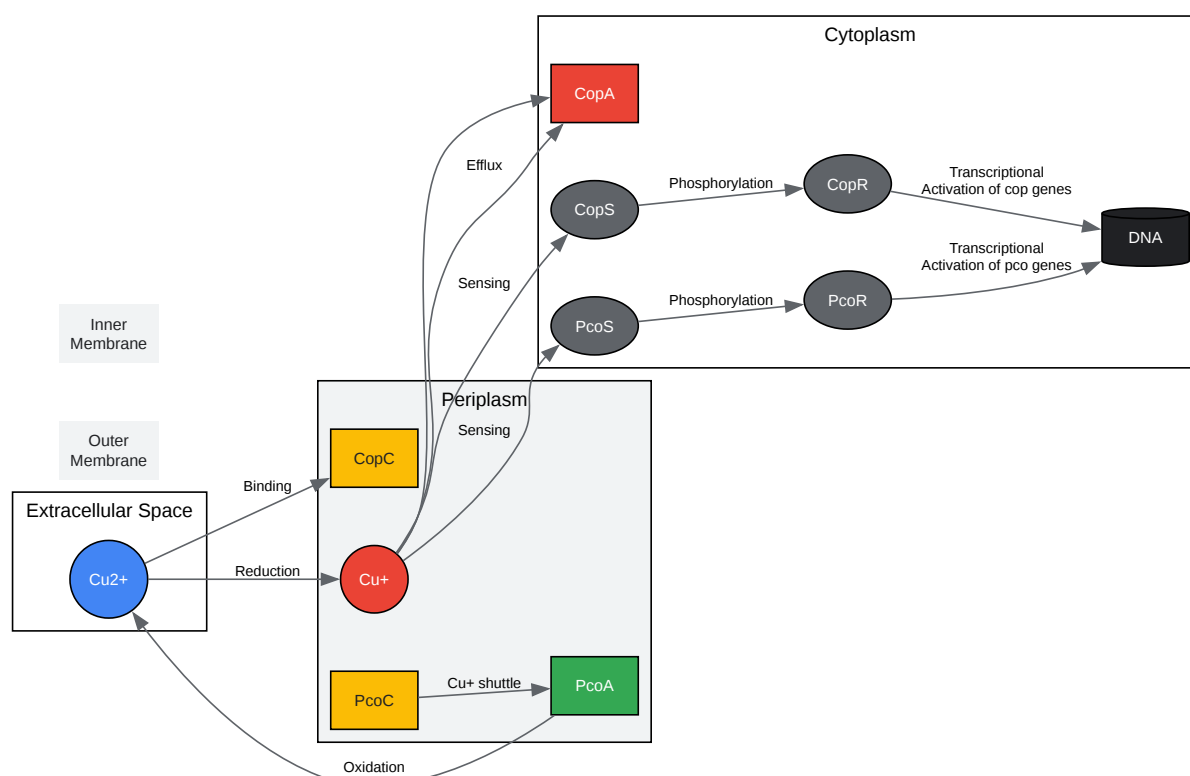 Cytoplasm
CopA
Efflux
CopS
Phosphorylation
CopR
Transcriptional
Activation of cop genes
DNA
Sensing
PcoS
Phosphorylation
PcoR
Transcriptional
Activation of pco genes
Inner
Membrane
Periplasm
Sensing
Outer
Membrane
CopC
Binding
Extracellular Space
Cu2+
Reduction
Cu+
PcoC
Cu+ shuttle
PcoA
Oxidation